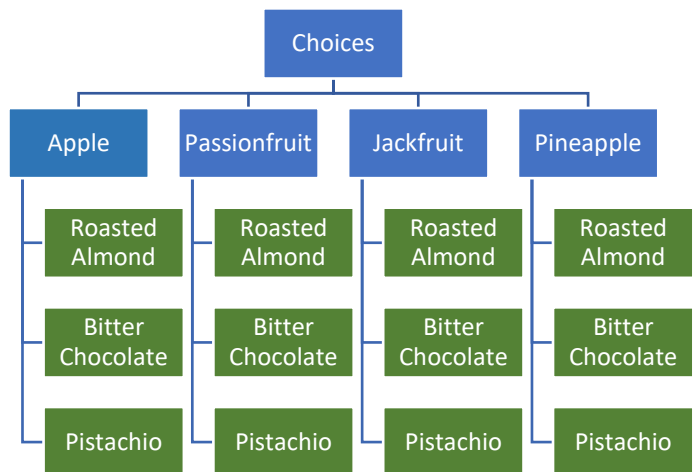 Choices
Apple
Passionfruit
Jackfruit
Pineapple
Roasted
Almond
Roasted
Almond
Roasted
Almond
Roasted
Almond
Bitter
Chocolate
Bitter
Chocolate
Bitter
Chocolate
Bitter
Chocolate
Pistachio
Pistachio
Pistachio
Pistachio